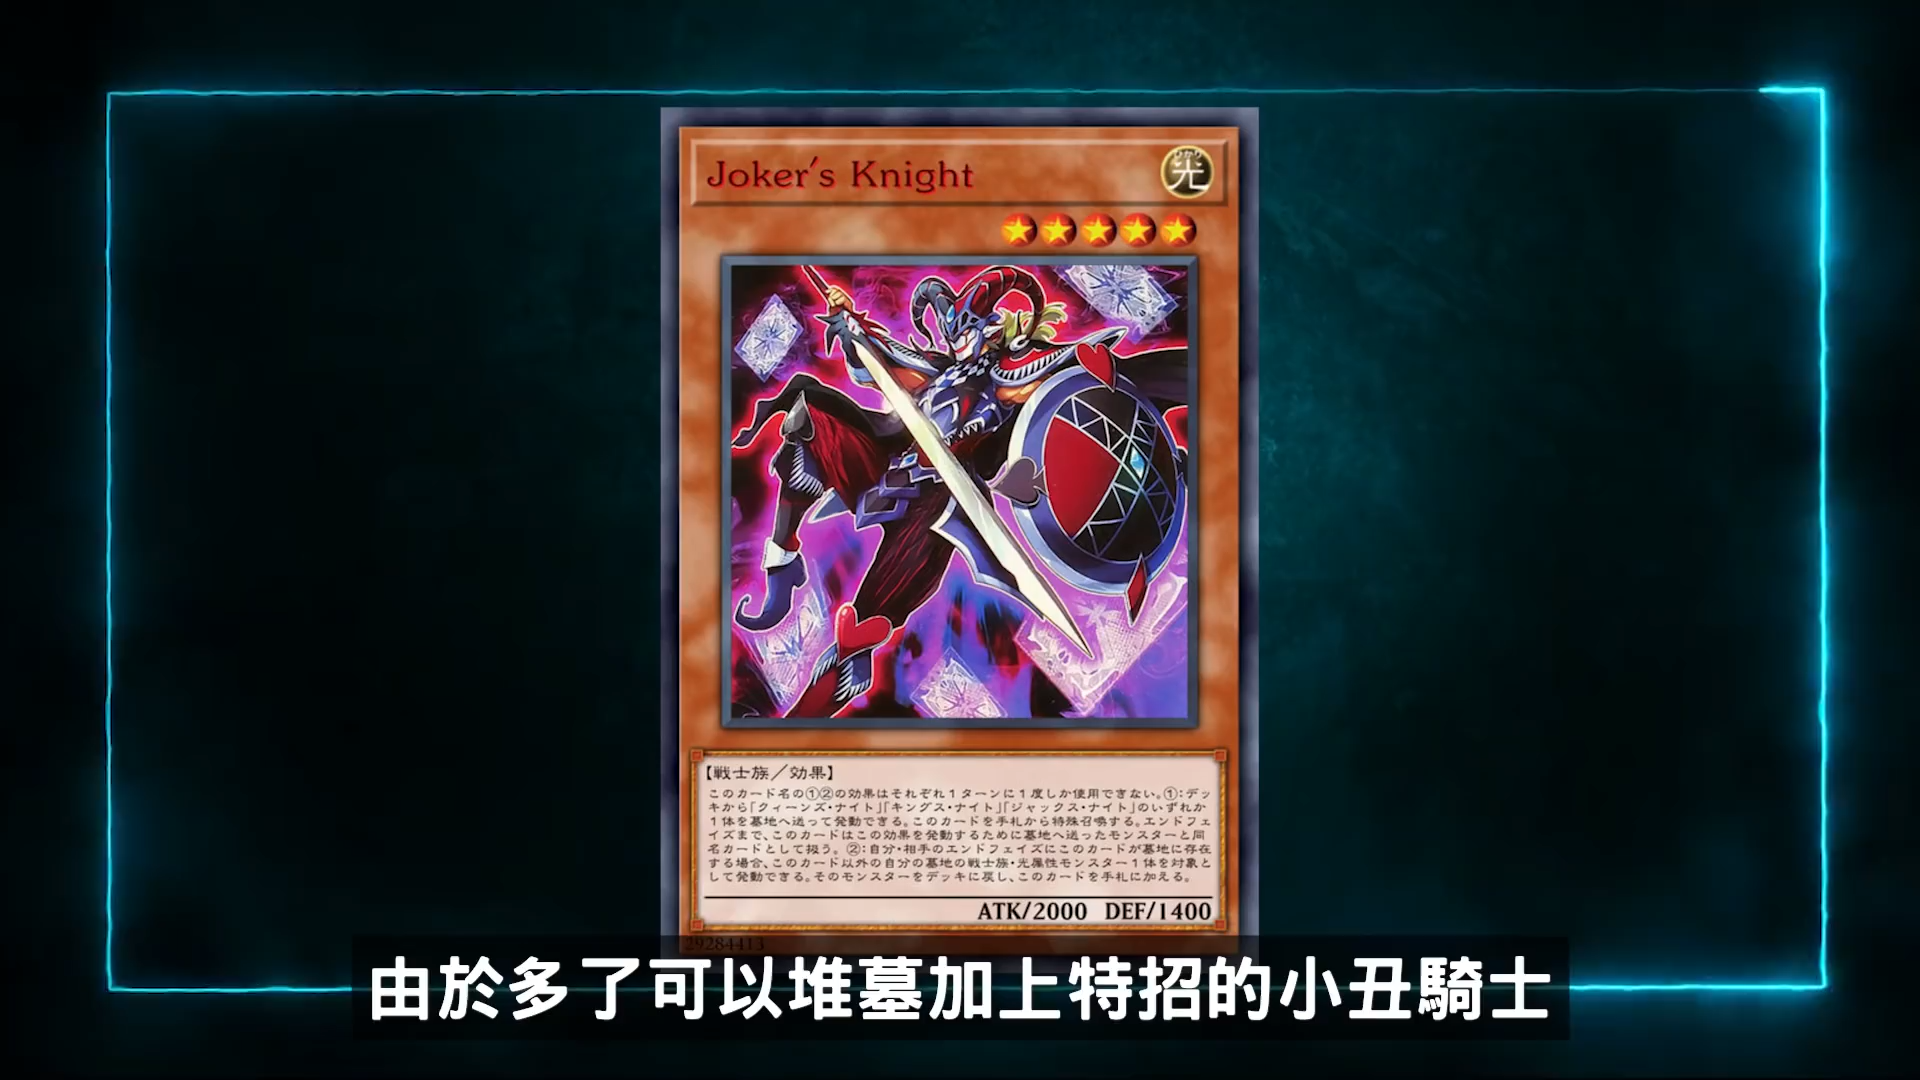 Joker's Knight
光
【戦士族／効果】
このカード名の①②の効果はそれぞれ１ターンに１度しか使用できない。①：デッ
キから「クィーンズ・ナイト」「キングス・ナイト」「ジャックス・ナイト」のいずれか
１体を墓地へ送って発動できる。このカードを手札から特殊召喚する。エンドフェ
イズまで、このカードはこの効果を発動するために墓地へ送ったモンスターと同
名カードとして扱う。②：自分・相手のエンドフェイズにこのカードが墓地に存在
する場合、このカード以外の自分の墓地の戦士族・光属性モンスター１体を対象と
して発動できる。そのモンスターをデッキに戻し、このカードを手札に加える。
ATK/2000 DEF/1400
29284413
由於多了可以堆墓加上特招的小丑騎士